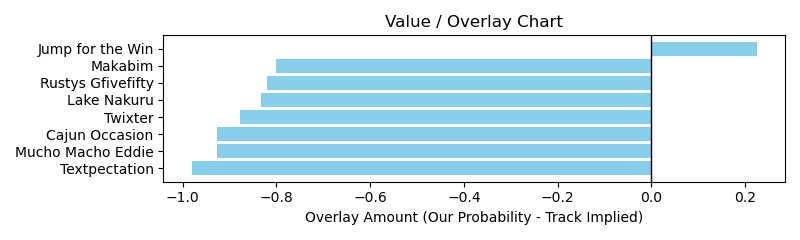 Value / Overlay Chart
Jump for the Win
Makabim
Rustys Gfivefifty
Lake Nakuru
Twixter
Cajun Occasion
Mucho Macho Eddie
Textpectation
−1.0 −0.8 −0.6 −0.4 −0.2 0.0 0.2
Overlay Amount (Our Probability - Track Implied)